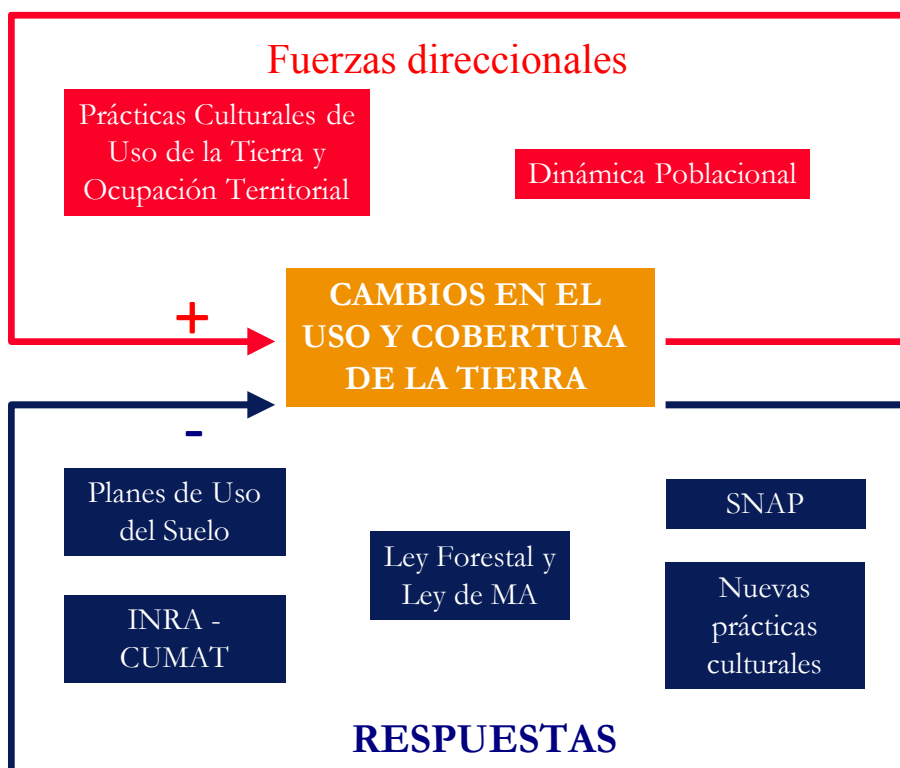 Fuerzas direccionales
Prácticas Culturales de
Uso de la Tierra y
Ocupación Territorial
Dinámica Poblacional
+
CAMBIOS EN EL
USO Y COBERTURA
DE LA TIERRA
-
Planes de Uso
del Suelo
INRA -
CUMAT
Ley Forestal y
Ley de MA
SNAP
Nuevas
prácticas
culturales
RESPUESTAS